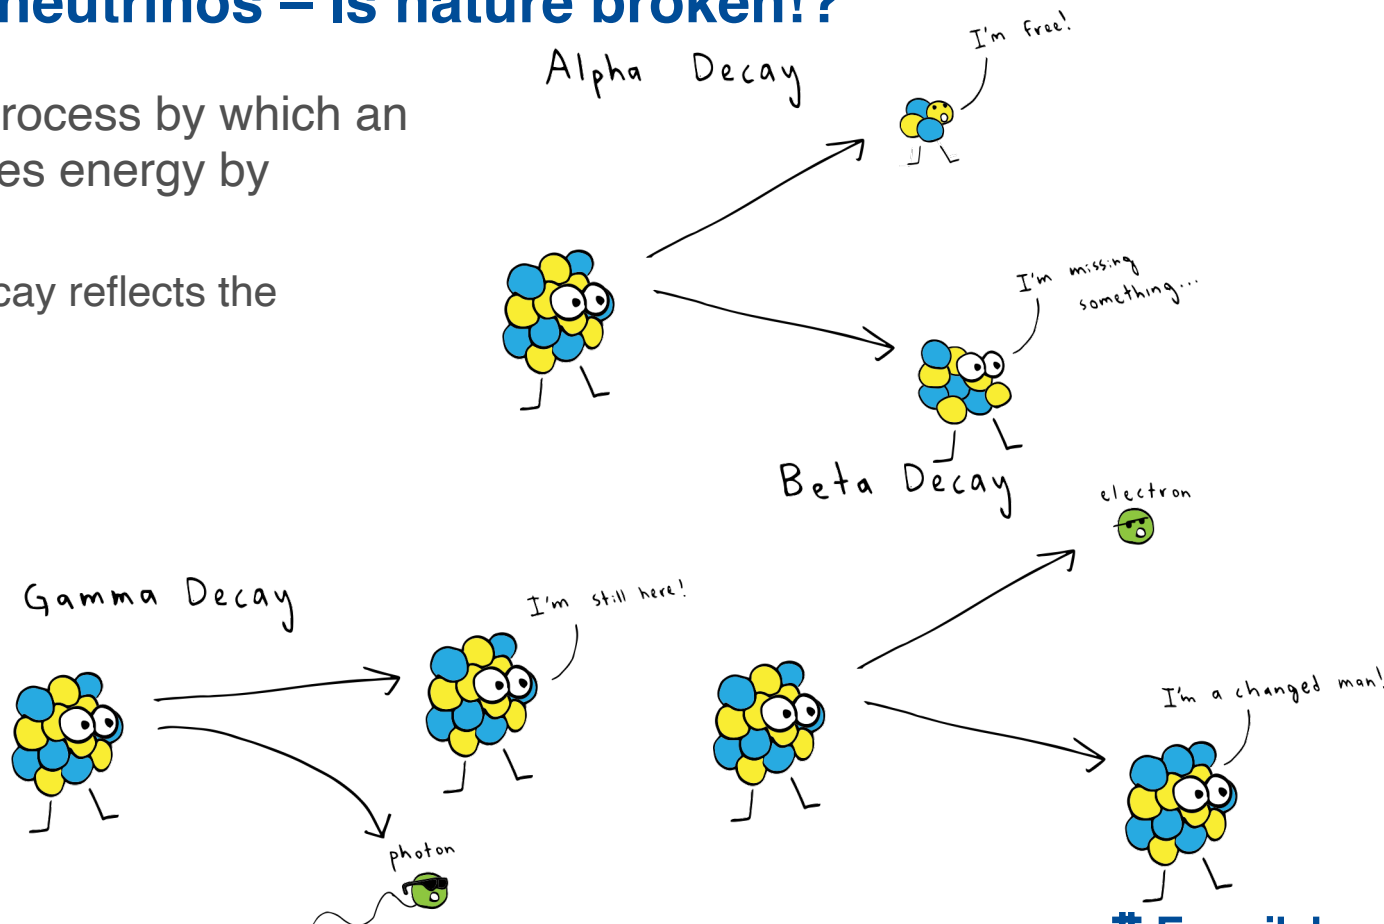 neutrinos – Is nature broken!?
rocess by which an
es energy by
cay reflects the
Alpha Decay
I'm free!
I'm missing
something...
Beta Decay
electron
I'm a changed man!
Gamma Decay
I'm still here!
photon